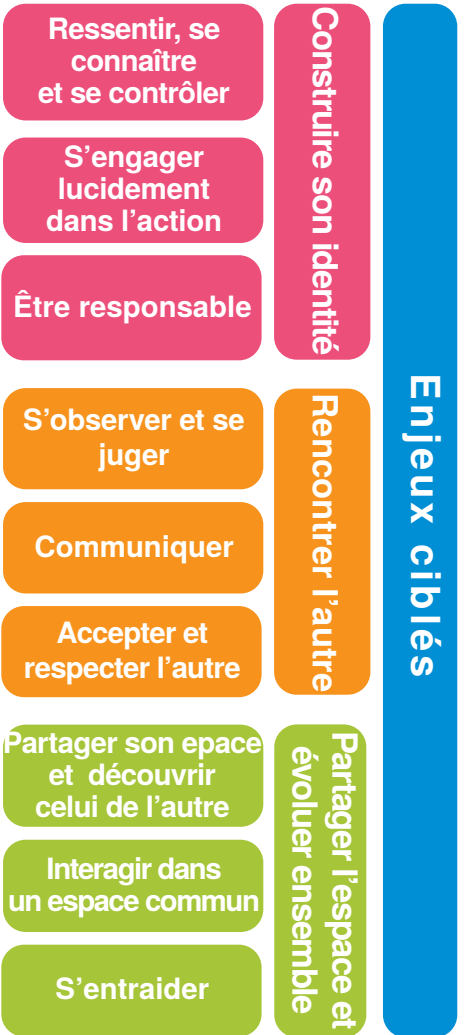 Ressentir, se
connaître
et se contrôler
S'engager
lucidement
dans l'action
Être responsable
Construire son identité
S'observer et se
juger
Communiquer
Accepter et
respecter l'autre
Rencontrer l'autre
Partager son epace
et découvrir
celui de l'autre
Interagir dans
un espace commun
S'entraider
Partager l'espace et
évoluer ensemble
Enjeux ciblés